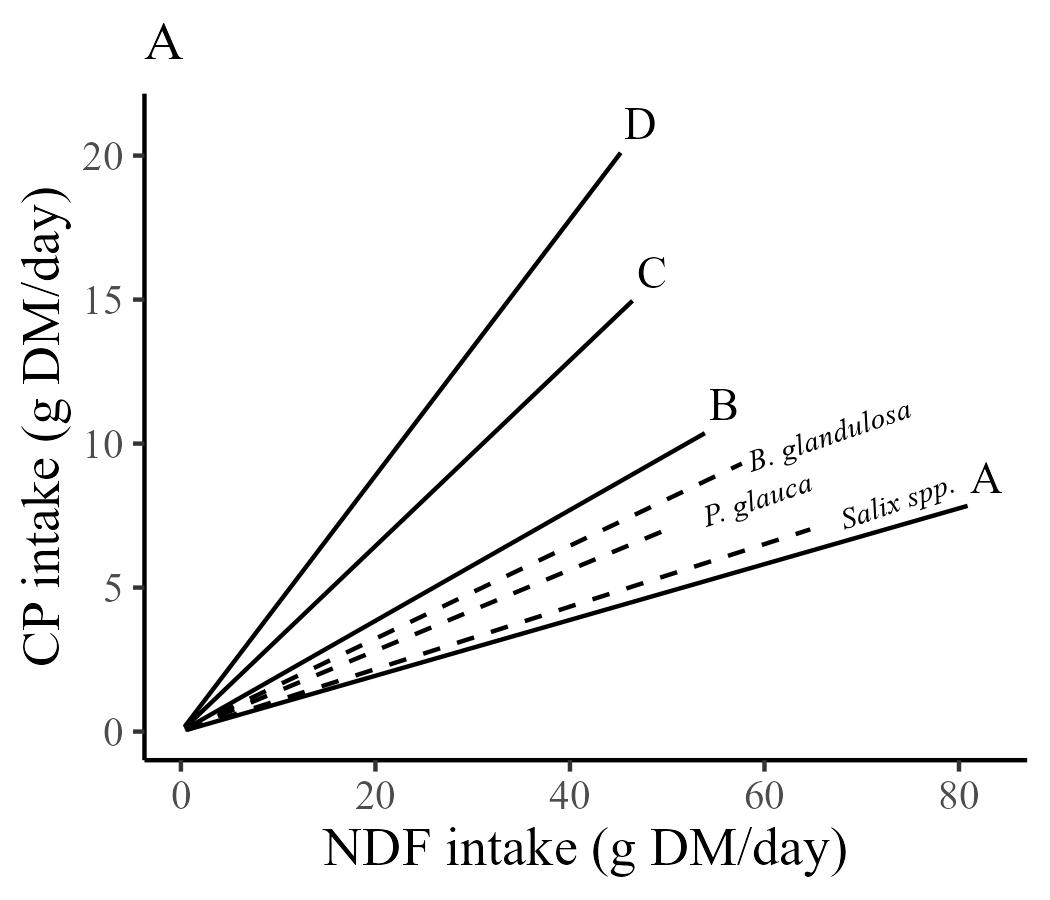 A
D
20
C
15
B
10
B. glandulosa
P. glauca
Salix spp.
A
5
0
CP intake (g DM/day)
0 20 40 60 80
NDF intake (g DM/day)